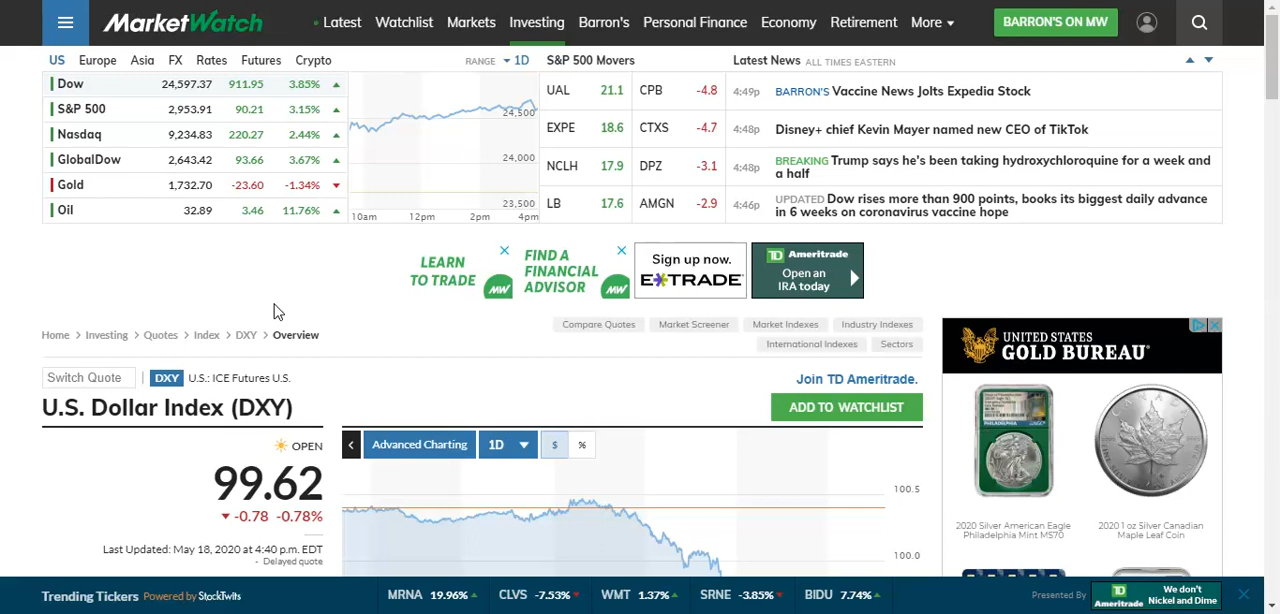 MarketWatch
Latest Watchlist Markets Investing Barron's Personal Finance Economy Retirement More
BARRON'S ON MW
US Europe Asia FX Rates Futures Crypto
RANGE 1D
Dow 24,597.37 911.95 3.85%
S&P 500 2,953.91 90.21 3.15%
Nasdaq 9,234.83 220.27 2.44%
GlobalDow 2,643.42 93.66 3.67%
Gold 1,732.70 -23.60 -1.34%
Oil 32.89 3.46 11.76%
24,500
24,000
23,500
10am 12pm 2pm 4pm
S&P 500 Movers
UAL 21.1 CPB -4.8
EXPE 18.6 CTXS -4.7
NCLH 17.9 DPZ -3.1
LB 17.6 AMGN -2.9
Latest News ALL TIMES EASTERN
4:49p BARRON'S Vaccine News Jolts Expedia Stock
4:48p Disney+ chief Kevin Mayer named new CEO of TikTok
4:48p BREAKING Trump says he's been taking hydroxychloroquine for a week and
a half
4:46p UPDATED Dow rises more than 900 points, books its biggest daily advance
in 6 weeks on coronavirus vaccine hope
LEARN
TO TRADE
MW
FIND A
FINANCIAL
ADVISOR
MW
Sign up now.
E*TRADE
TD Ameritrade
Open an
IRA today
Home > Investing > Quotes > Index > DXY > Overview
Compare Quotes Market Screener Market Indexes Industry Indexes
International Indexes Sectors
Switch Quote DXY U.S.: ICE Futures U.S.
Join TD Ameritrade.
U.S. Dollar Index (DXY)
ADD TO WATCHLIST
OPEN
99.62
-0.78 -0.78%
Last Updated: May 18, 2020 at 4:40 p.m. EDT
- Delayed quote
Advanced Charting 1D $ %
100.5
100.0
UNITED STATES
GOLD BUREAU
2020 Silver American Eagle
Philadelphia Mint MS70
2020 1 oz Silver Canadian
Maple Leaf Coin
Trending Tickers Powered by StockTwits
MRNA 19.96% CLVS -7.53% WMT 1.37% SRNE -3.85% BIDU 7.74%
Presented By
TD
Ameritrade
We don't
Nickel and Dime